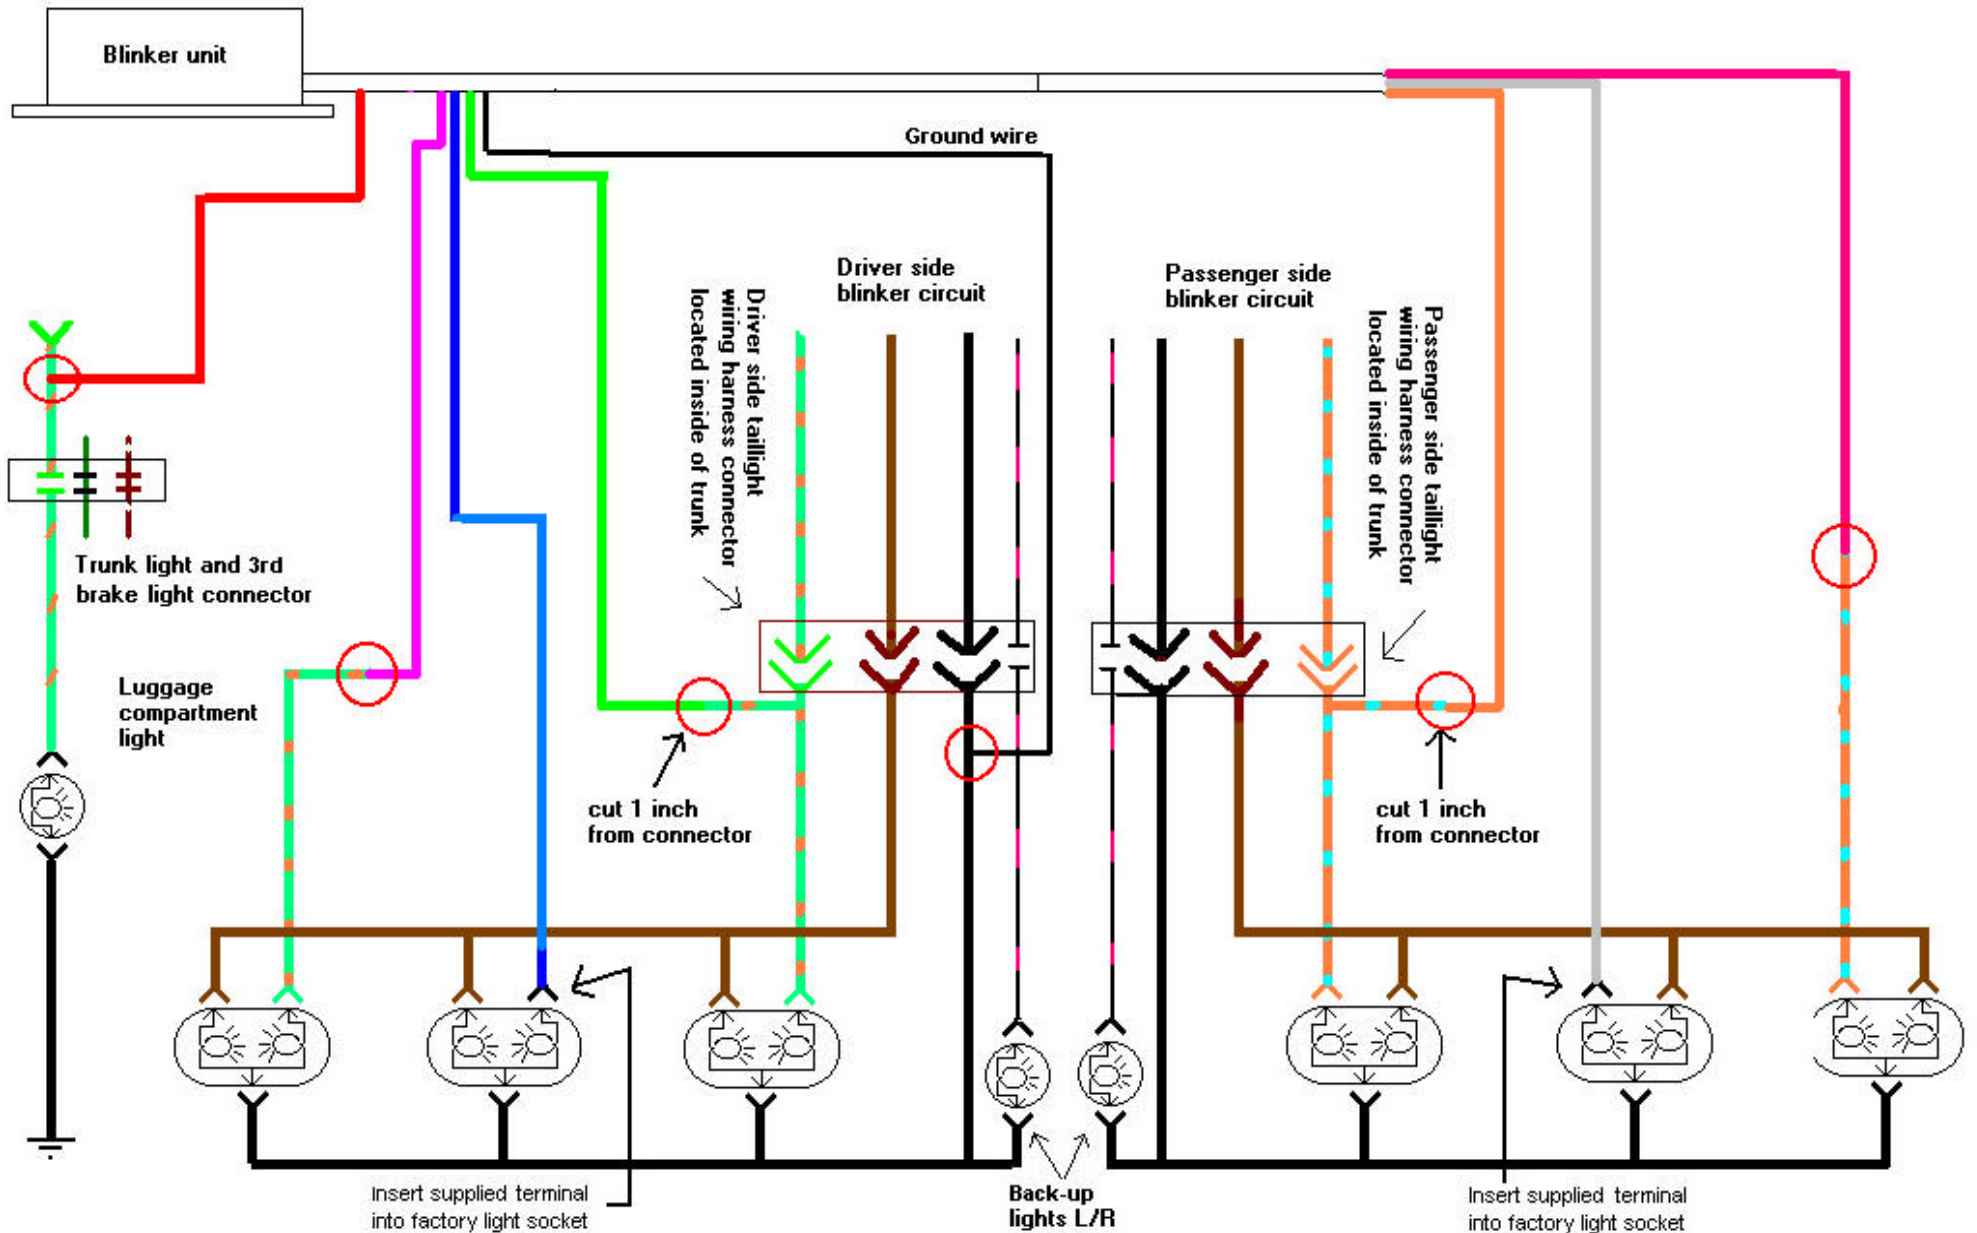 Blinker unit
Ground wire
Driver side
blinker circuit
Passenger side
blinker circuit
Driver side taillight
wiring harness connector
located inside of trunk
Passenger side taillight
wiring harness connector
located inside of trunk
Trunk light and 3rd
brake light connector
Luggage
compartment
light
cut 1 inch
from connector
cut 1 inch
from connector
Insert supplied terminal
into factory light socket
Back-up
lights L/R
Insert supplied terminal
into factory light socket